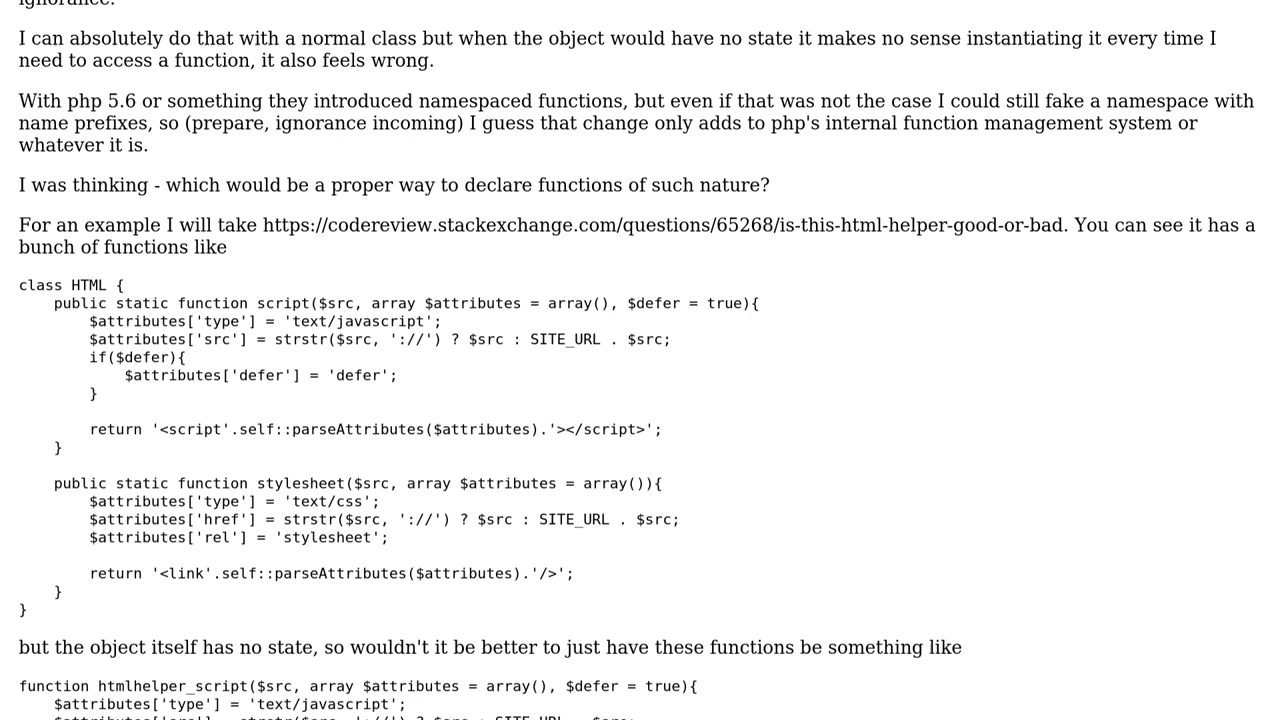 ignorance.
I can absolutely do that with a normal class but when the object would have no state it makes no sense instantiating it every time I
need to access a function, it also feels wrong.
With php 5.6 or something they introduced namespaced functions, but even if that was not the case I could still fake a namespace with
name prefixes, so (prepare, ignorance incoming) I guess that change only adds to php's internal function management system or
whatever it is.
I was thinking - which would be a proper way to declare functions of such nature?
For an example I will take https://codereview.stackexchange.com/questions/65268/is-this-html-helper-good-or-bad. You can see it has a
bunch of functions like
class HTML {
    public static function script($src, array $attributes = array(), $defer = true){
        $attributes['type'] = 'text/javascript';
        $attributes['src'] = strstr($src, '://') ? $src : SITE_URL . $src;
        if($defer){
            $attributes['defer'] = 'defer';
        }
        return '<script'.self::parseAttributes($attributes).'></script>';
    }
    public static function stylesheet($src, array $attributes = array()){
        $attributes['type'] = 'text/css';
        $attributes['href'] = strstr($src, '://') ? $src : SITE_URL . $src;
        $attributes['rel'] = 'stylesheet';
        return '<link'.self::parseAttributes($attributes).'/>';
    }
}
but the object itself has no state, so wouldn't it be better to just have these functions be something like
function htmlhelper_script($src, array $attributes = array(), $defer = true){
    $attributes['type'] = 'text/javascript';
    $attributes['src'] = strstr($src, '://') ? $src : SITE_URL . $src;